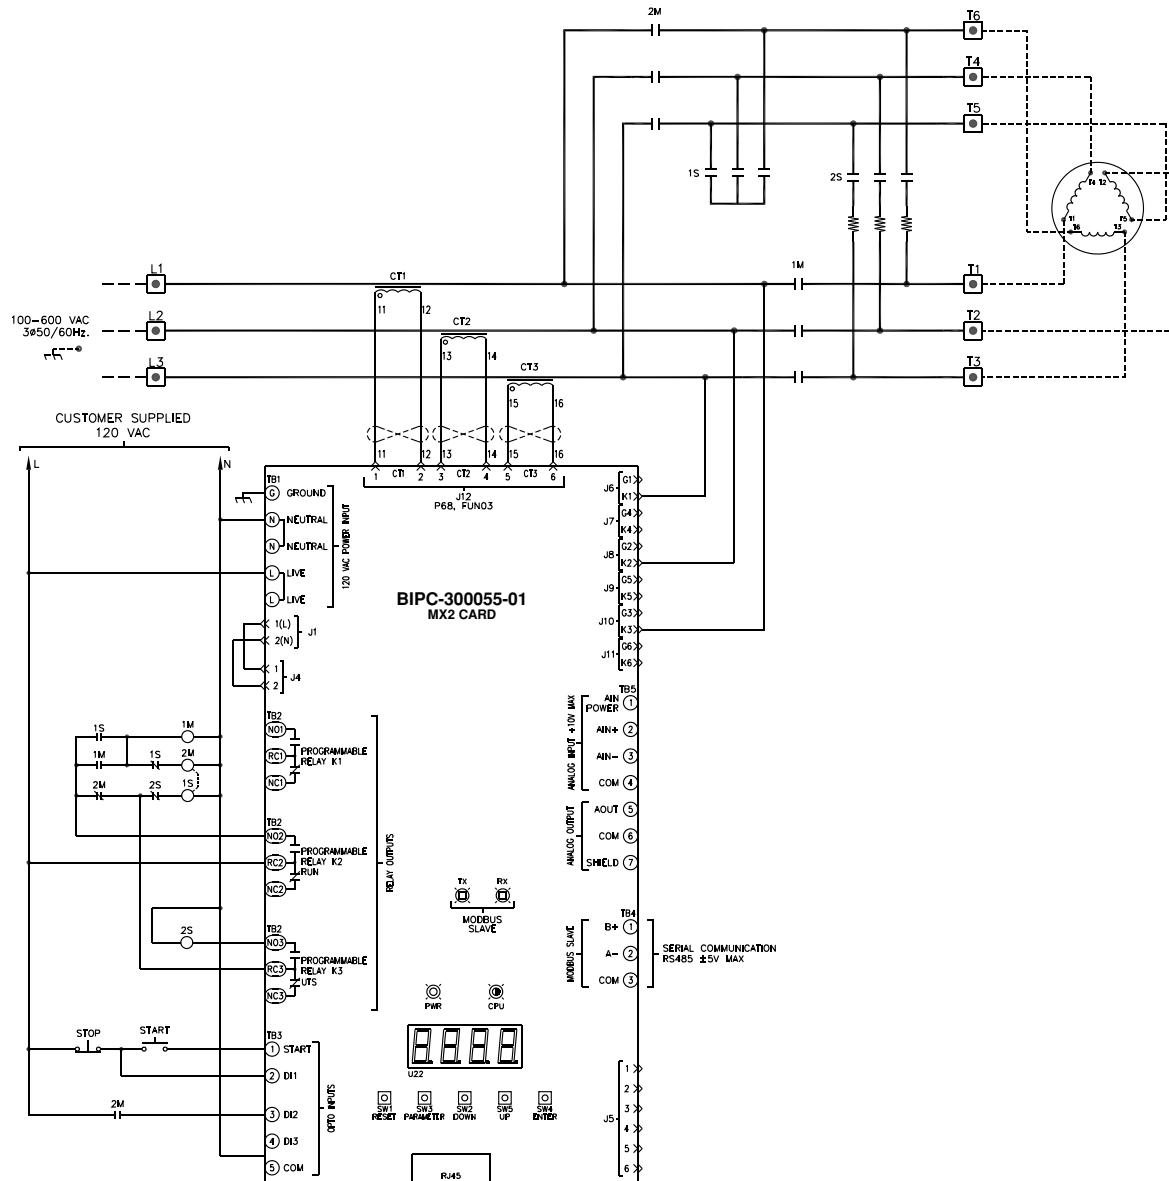 2M
T6
T4
T5
1S
2S
T4 T2
T1 T5
T6 T3
1M
L1
CT1
T1
11 12
100-600 VAC
3ø50/60Hz.
L2
CT2
T2
13 14
L3
CT3
T3
15 16
CUSTOMER SUPPLIED
120 VAC
L
N
11 12 13 14 15 16
1 CT1 2 3 CT2 4 5 CT3 6
J12
P68, FUN03
TB1
G GROUND
N NEUTRAL
N NEUTRAL
L LIVE
L LIVE
120 VAC POWER INPUT
BIPC-300055-01
MX2 CARD
J6 G1
K1
J7 G4
K4
J8 G2
K2
J9 G5
K5
J10 G3
K3
J11 G6
K6
1(L)
2(N)
J1
1
2
J4
1S 1M
1M 1S 2M
2M 2S 1S
TB2
NO1
RC1
NC1
PROGRAMMABLE
RELAY K1
TB2
NO2
RC2
NC2
PROGRAMMABLE
RELAY K2
RUN
2S
TB2
NO3
RC3
NC3
PROGRAMMABLE
RELAY K3
UTS
RELAY OUTPUTS
TB5
AIN
POWER 1
AIN+ 2
AIN- 3
COM 4
ANALOG INPUT +10V MAX
AOUT 5
COM 6
SHIELD 7
ANALOG OUTPUT
TX RX
MODBUS
SLAVE
TB4
B+ 1
A- 2
COM 3
MODBUS SLAVE
SERIAL COMMUNICATION
RS485 ±5V MAX
PWR CPU
8888
U22
STOP START
TB3
1 START
2 DI1
2M
3 DI2
4 DI3
5 COM
OPTO INPUTS
SW1
RESET
SW3
PARAMETER
SW2
DOWN
SW5
UP
SW4
ENTER
J5
1
2
3
4
5
6
RJ45